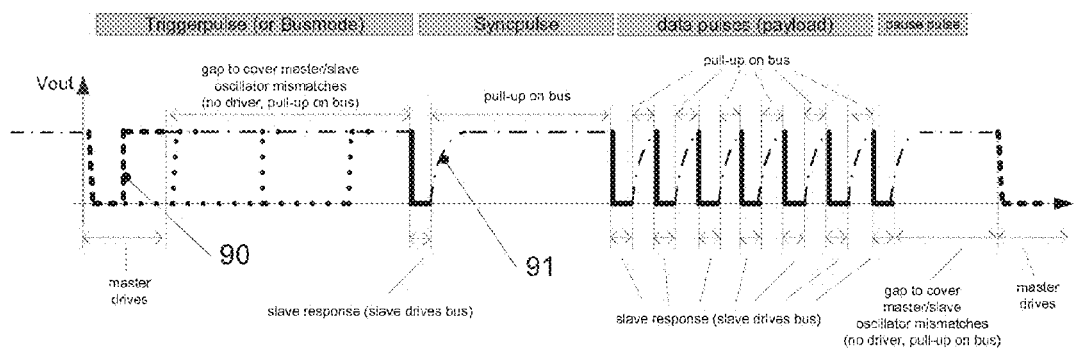 Triggerpulse (or Busmode)
Syncpulse
data pulses (payload)
pause pulse
pull-up on bus
Vout
gap to cover master/slave
oscillator mismatches
(no driver, pull-up on bus)
pull-up on bus
90
91
master
drives
slave response (slave drives bus)
slave response (slave drives bus)
gap to cover
master/slave
oscillator mismatches
(no driver, pull-up on bus)
master
drives